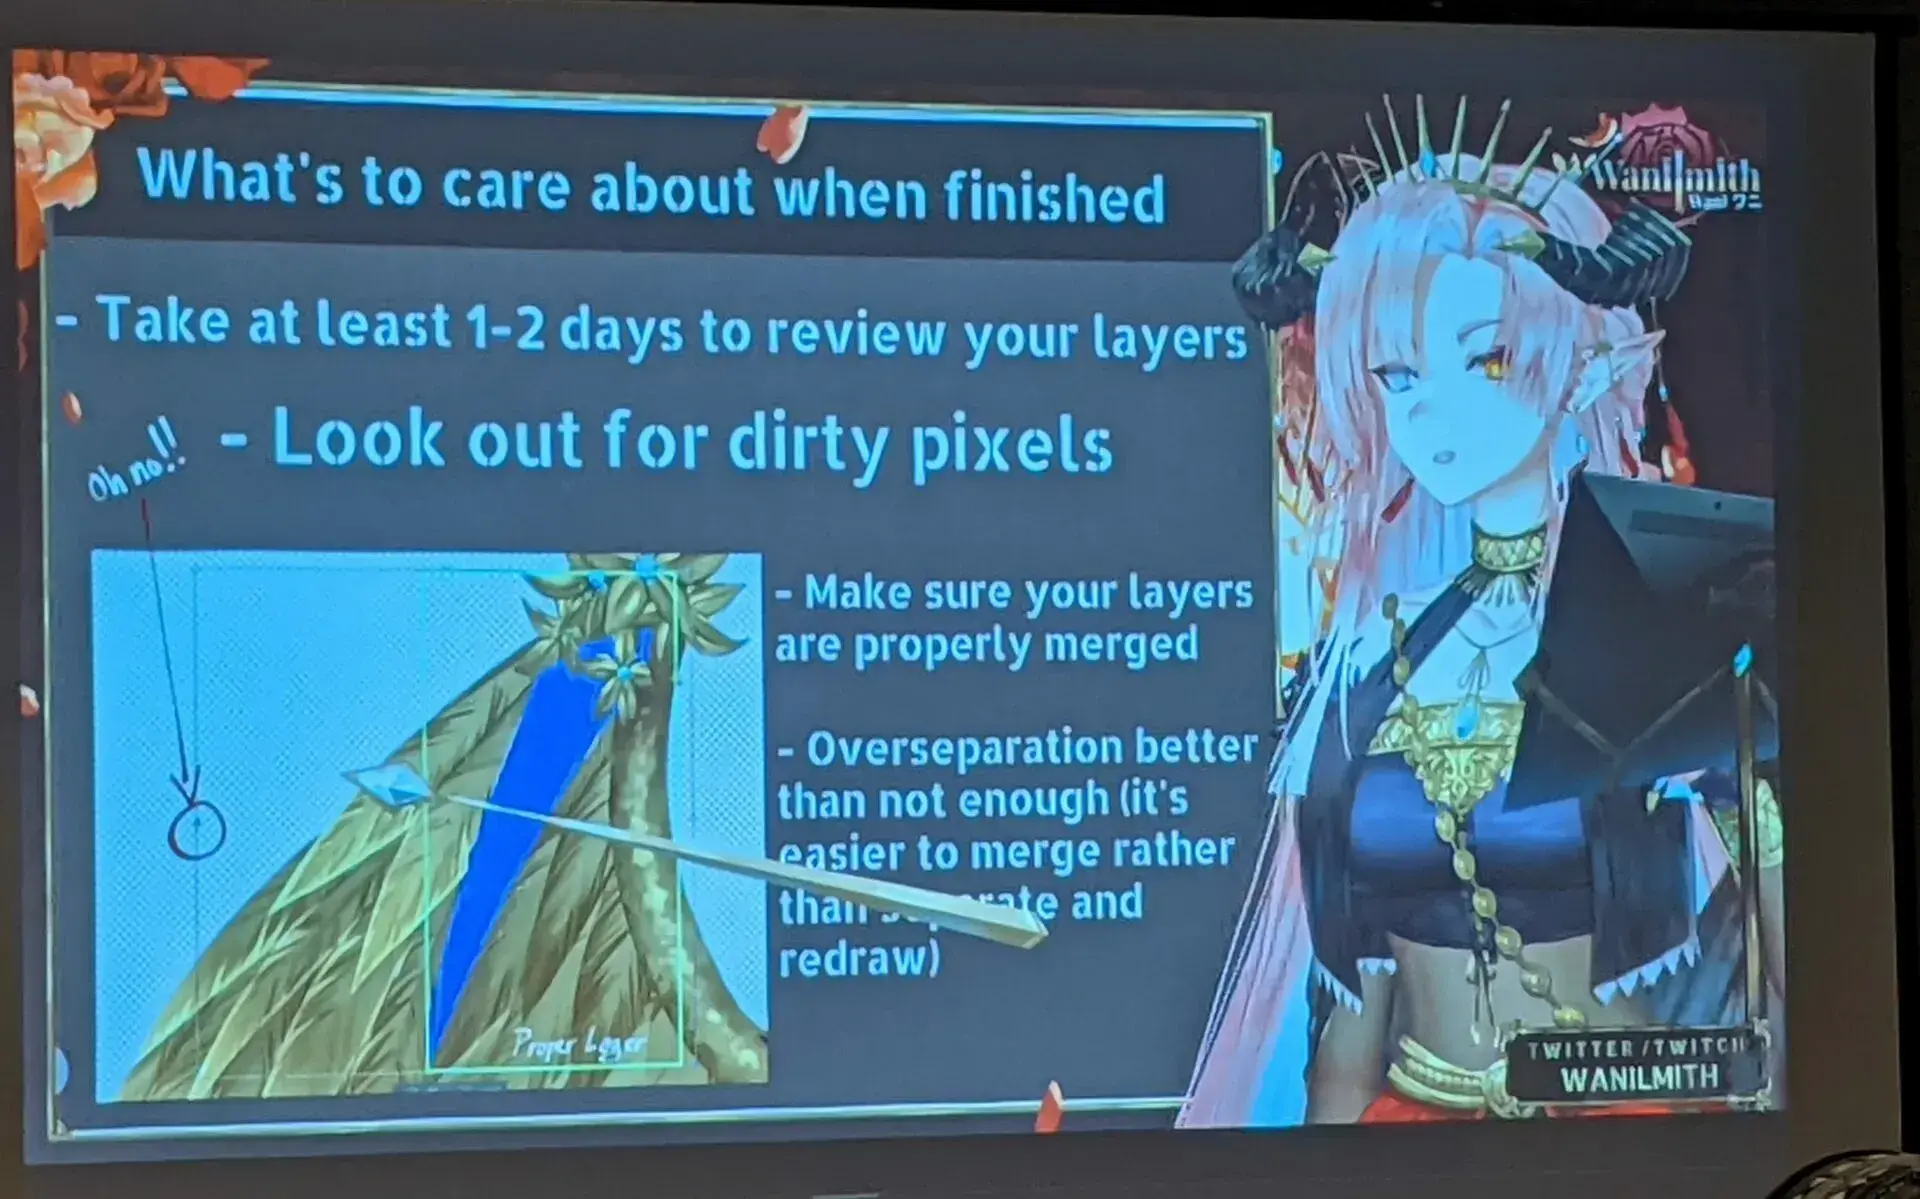 What's to care about when finished
- Take at least 1-2 days to review your layers
Oh no!!
- Look out for dirty pixels
- Make sure your layers
are properly merged
- Overseparation better
than not enough (it's
easier to merge rather
than and
redraw)
Proper Layer
Wanilmith
TWITTER/TWITCH
WANILMITH